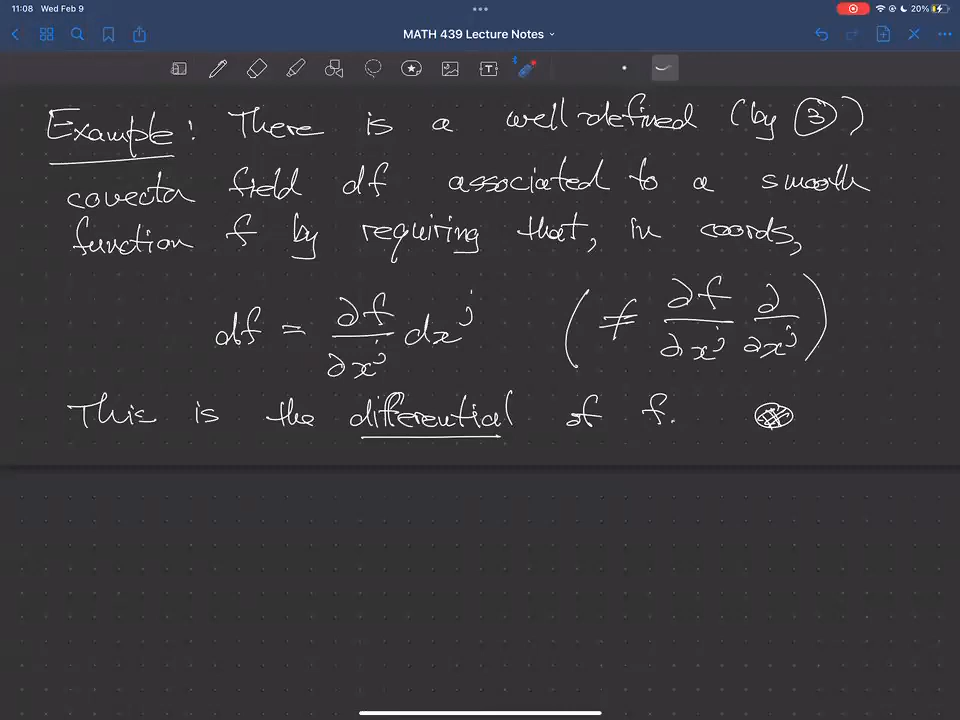 11:08 Wed Feb 9
20%
MATH 439 Lecture Notes
Example: There is a well-defined (by ③)
covector field df associated to a smooth
function f by requiring that, in coords,
df = ∂f/∂x^j dx^j (≠ ∂f/∂x^j ∂/∂x^j)
This is the differential of f.